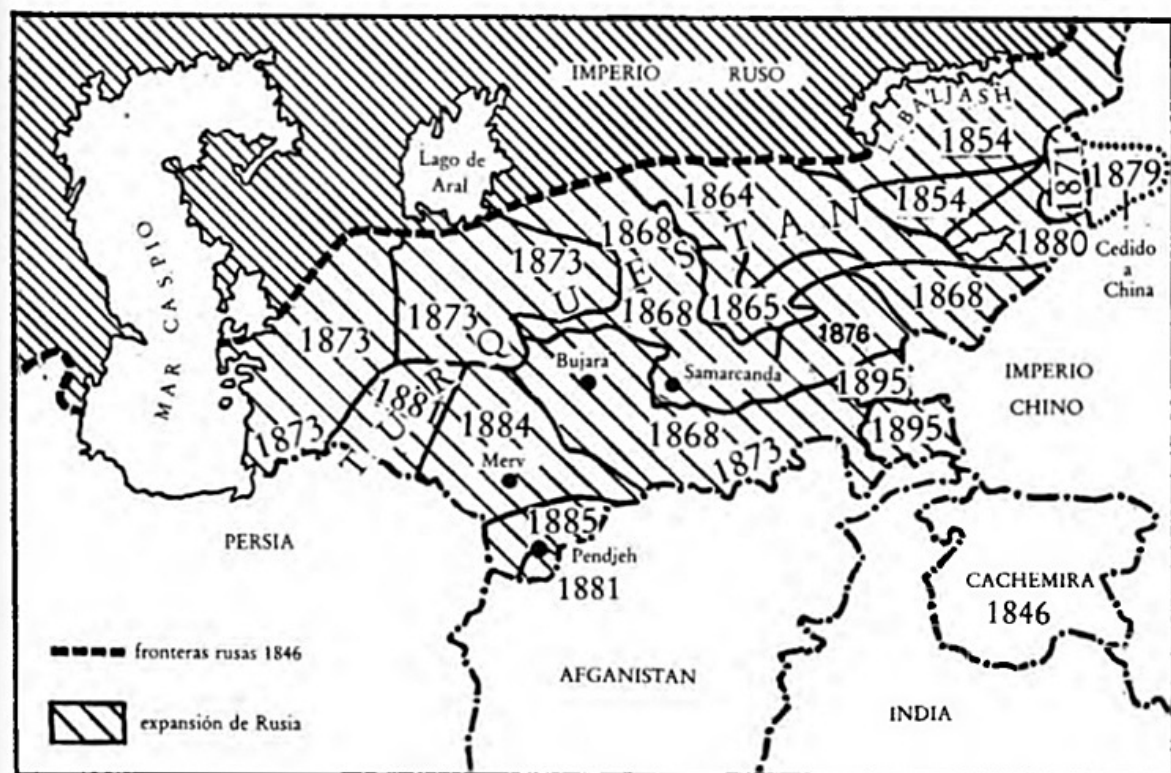 IMPERIO RUSO
L. BALJASH
1854
Lago de
Aral
1871
1879
1864
1854
MAR CASPIO
1868
1880
Cedido
a
China
1873
TURQUESTAN
1868
1865
1868
1873
1873
1876
Bujara
Samarcanda
1895
IMPERIO
CHINO
1881
1873
1884
1868
1873
1895
Merv
1885
PERSIA
Pendjeh
1881
CACHEMIRA
1846
fronteras rusas 1846
AFGANISTAN
INDIA
expansión de Rusia